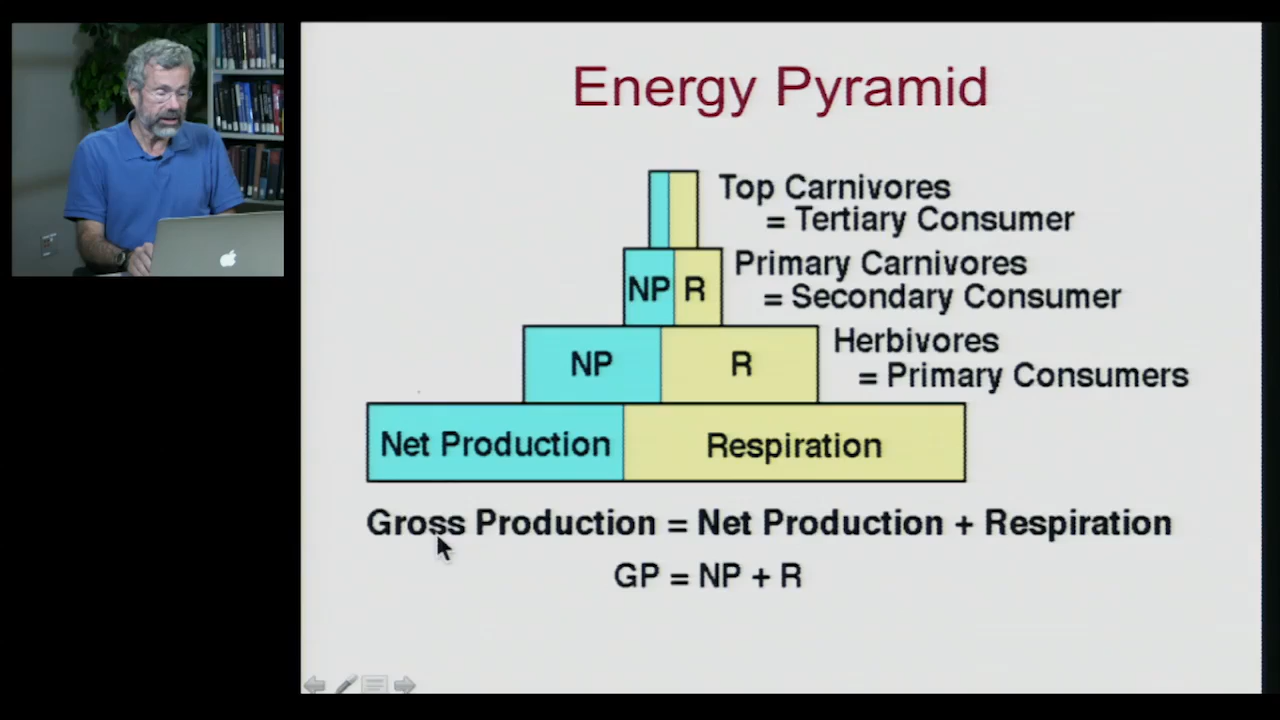 Energy Pyramid
Top Carnivores
= Tertiary Consumer
NP R
Primary Carnivores
= Secondary Consumer
NP R
Herbivores
= Primary Consumers
Net Production Respiration
Gross Production = Net Production + Respiration
GP = NP + R